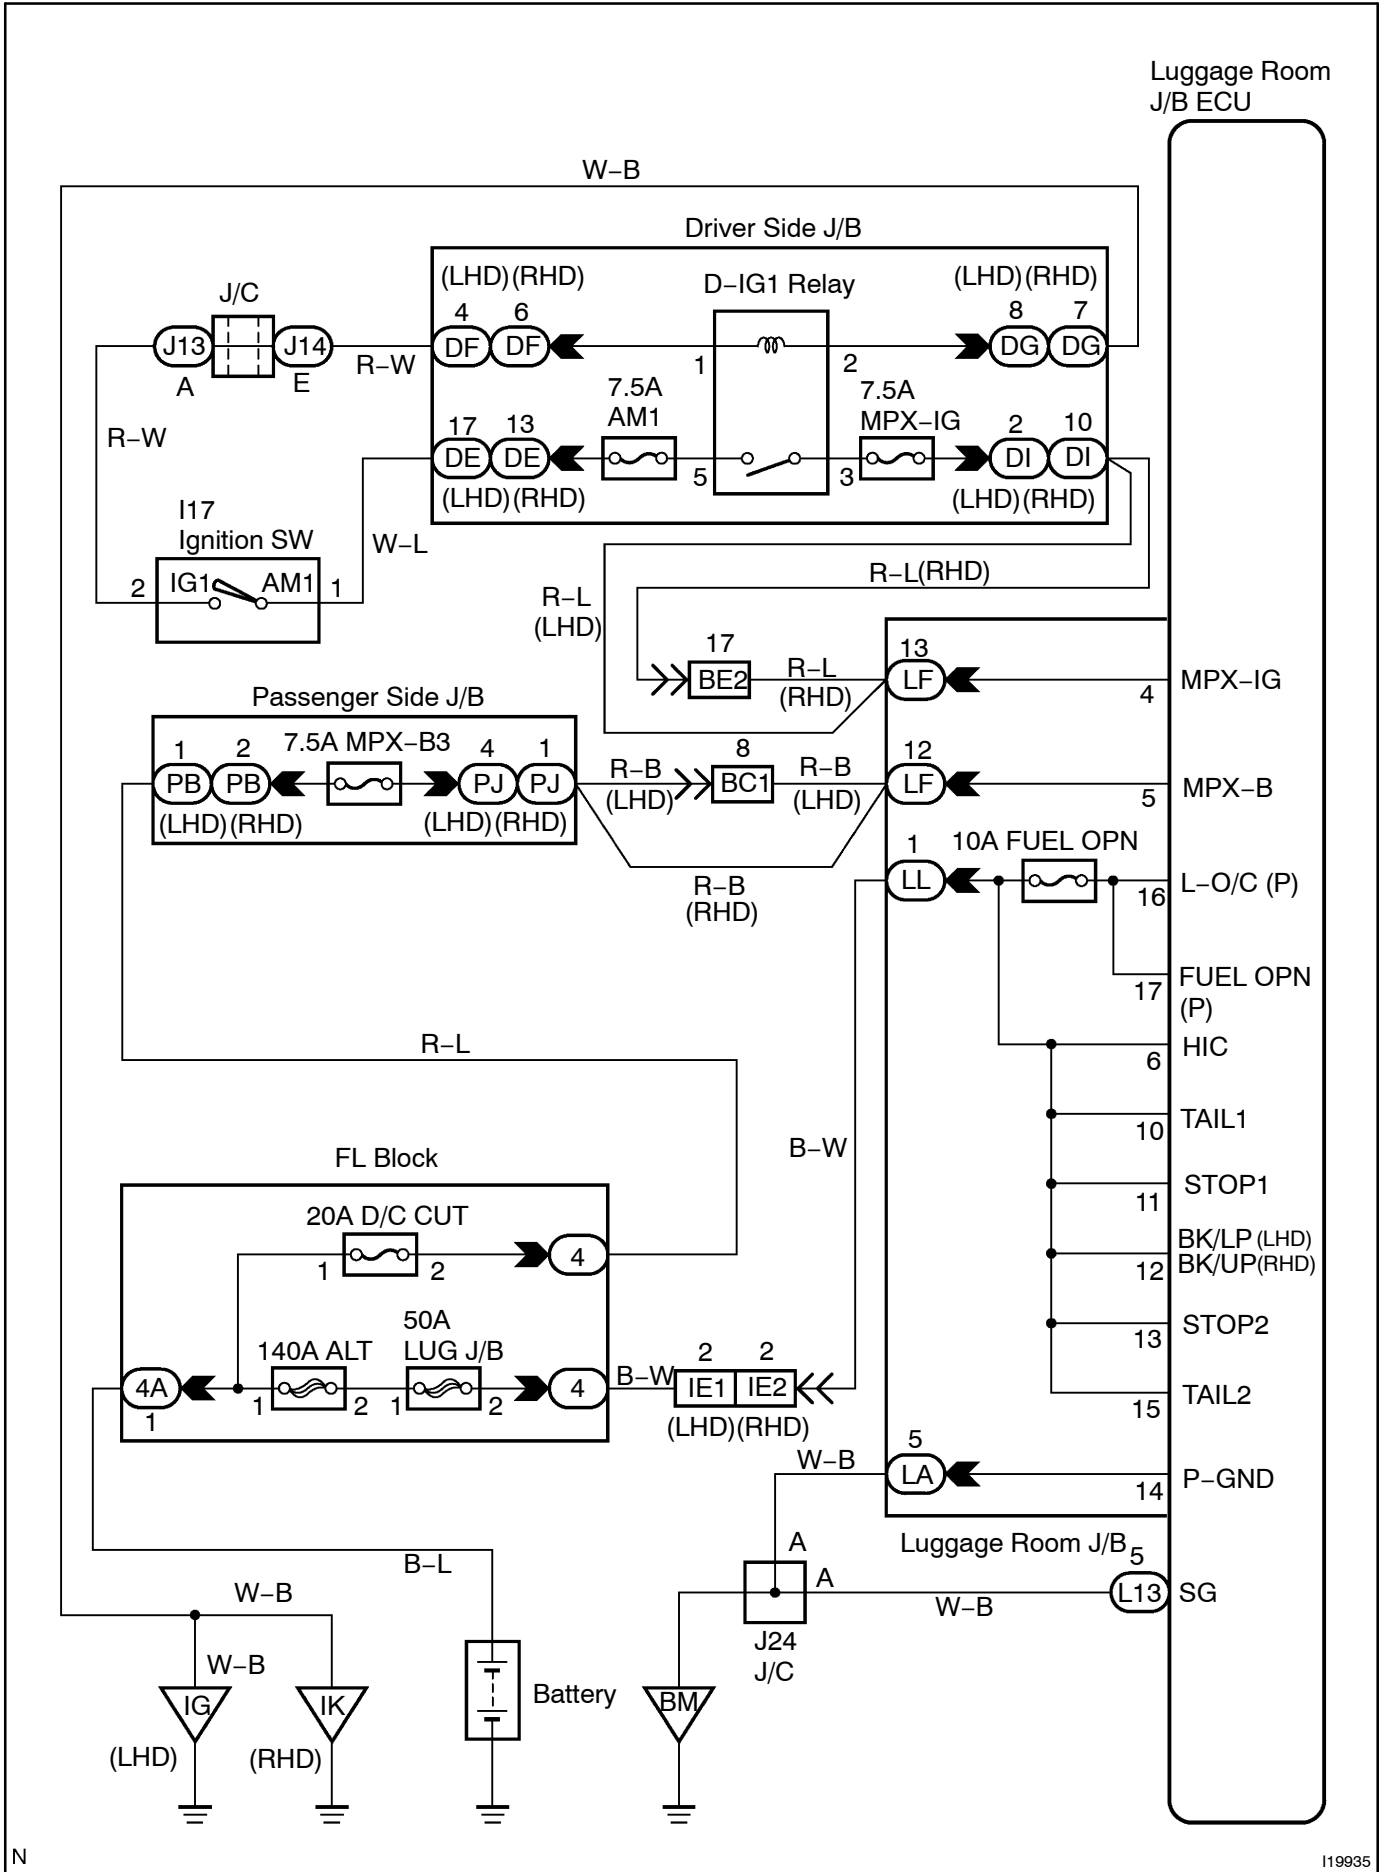 Luggage Room
J/B ECU
W–B
Driver Side J/B
(LHD) (RHD)
D–IG1 Relay
(LHD) (RHD)
J/C
4 6
8 7
J13
J14
DF DF
DG DG
R–W
1
2
A
E
7.5A
AM1
7.5A
MPX–IG
R–W
17 13
2 10
DE DE
DI DI
5
3
(LHD) (RHD)
(LHD) (RHD)
I17
Ignition SW
W–L
2
IG1
AM1
1
R–L(RHD)
R–L
(LHD)
17
BE2
R–L
(RHD)
13
LF
4
MPX–IG
Passenger Side J/B
1 2
7.5A MPX–B3
4 1
PB PB
PJ PJ
(LHD) (RHD)
(LHD) (RHD)
R–B
(LHD)
8
BC1
R–B
(LHD)
12
LF
5
MPX–B
R–B
(RHD)
1
LL
10A FUEL OPN
16
L–O/C (P)
17
FUEL OPN
(P)
R–L
6
HIC
10
TAIL1
B–W
FL Block
11
STOP1
20A D/C CUT
1
2
4
12
BK/LP (LHD)
BK/UP(RHD)
13
STOP2
140A ALT
50A
LUG J/B
4A
1
1
2
1
2
4
B–W
2 2
IE1 IE2
(LHD)(RHD)
15
TAIL2
W–B
5
LA
14
P–GND
Luggage Room J/B
A
A
J24
J/C
W–B
5
L13
SG
B–L
W–B
W–B
IG
(LHD)
IK
(RHD)
Battery
BM
N
I19935